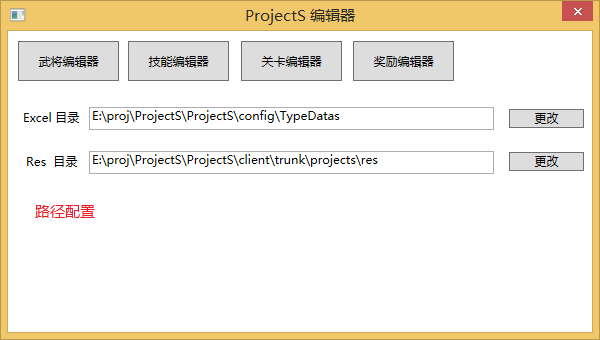 ProjectS 编辑器
武将编辑器 技能编辑器 关卡编辑器 奖励编辑器
Excel 目录 E:\proj\ProjectS\ProjectS\config\TypeDatas 更改
Res 目录 E:\proj\ProjectS\ProjectS\client\trunk\projects\res 更改
路径配置